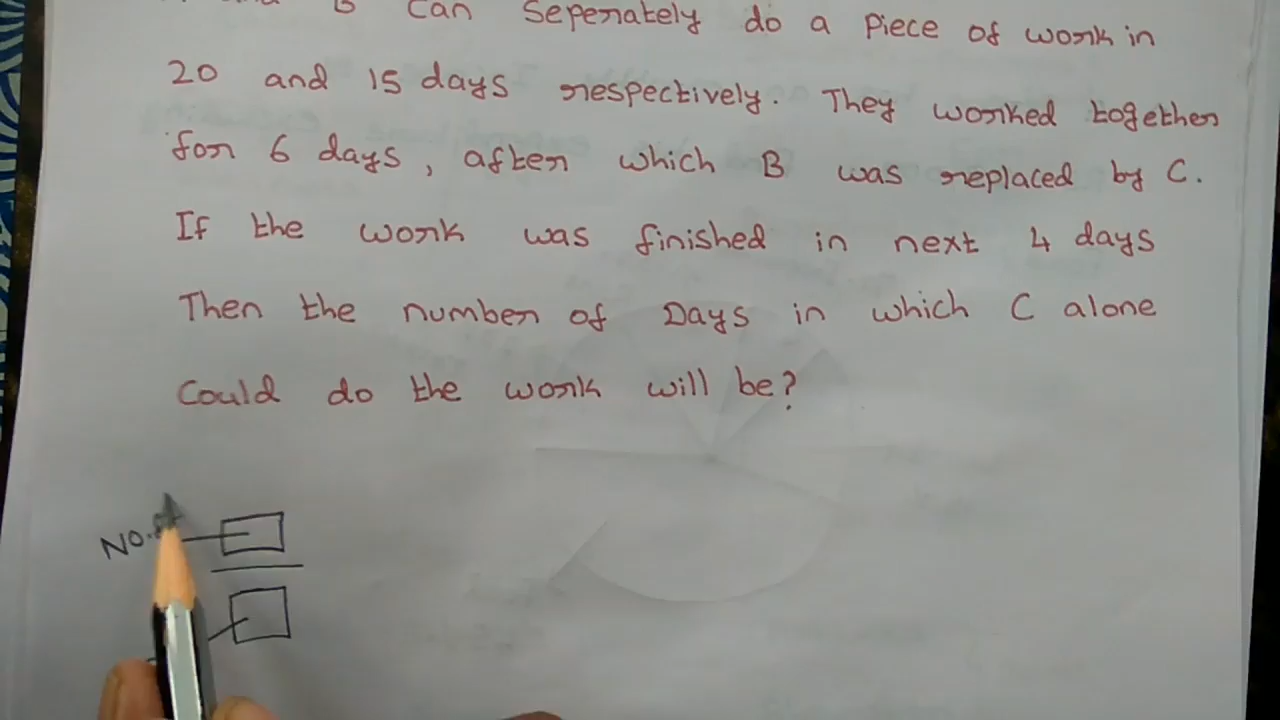 B can Seperately do a Piece of work in
20 and 15 days respectively. They worked together
for 6 days, after which B was replaced by C.
If the work was finished in next 4 days
Then the number of Days in which C alone
Could do the work will be?
NO.